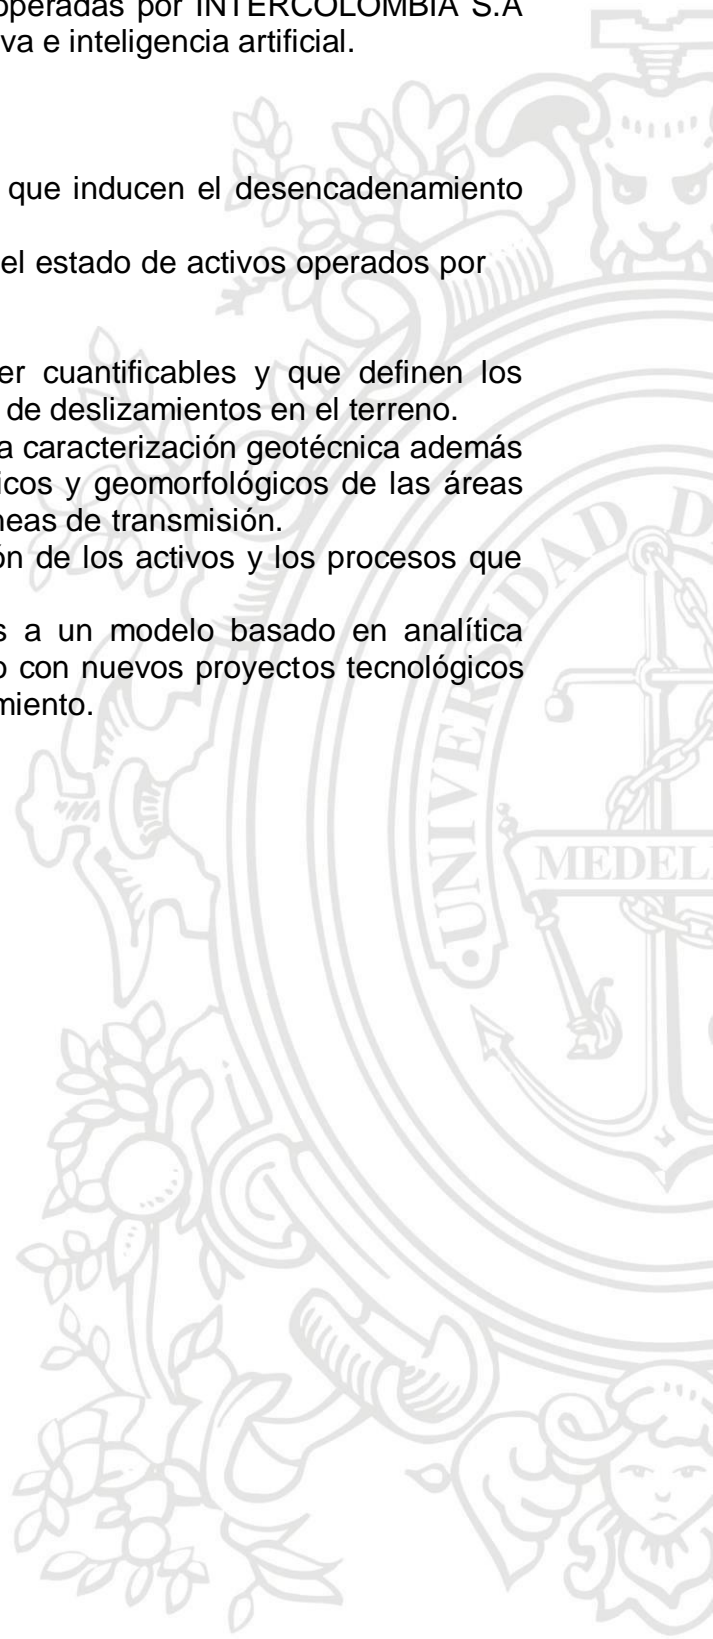 operadas por INTERCOLOMBIA S.A
va e inteligencia artificial.
que inducen el desencadenamiento
el estado de activos operados por
er cuantificables y que definen los
de deslizamientos en el terreno.
a caracterización geotécnica además
icos y geomorfológicos de las áreas
neas de transmisión.
ón de los activos y los procesos que
s a un modelo basado en analítica
o con nuevos proyectos tecnológicos
miento.
UNIVERSIDAD D
MEDEL